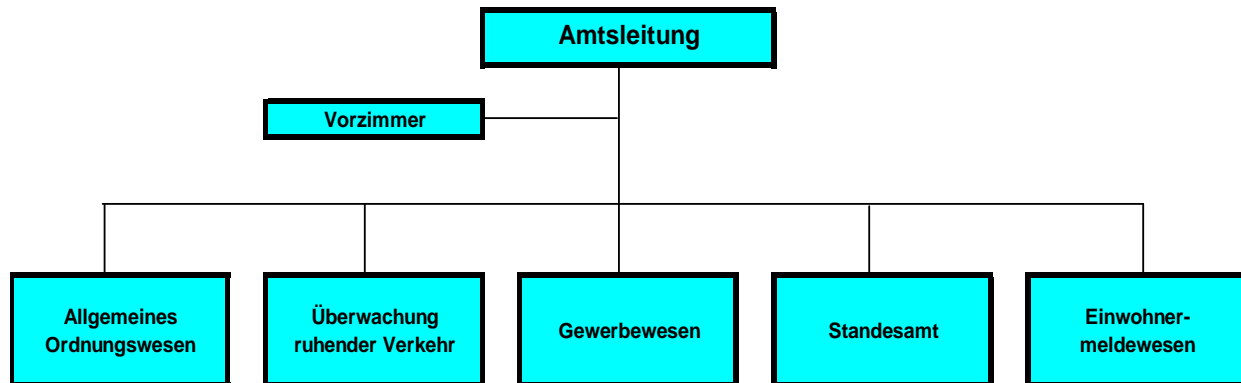 Amtsleitung
Vorzimmer
Allgemeines
Ordnungswesen
Überwachung
ruhender Verkehr
Gewerbewesen
Standesamt
Einwohner-
meldewesen